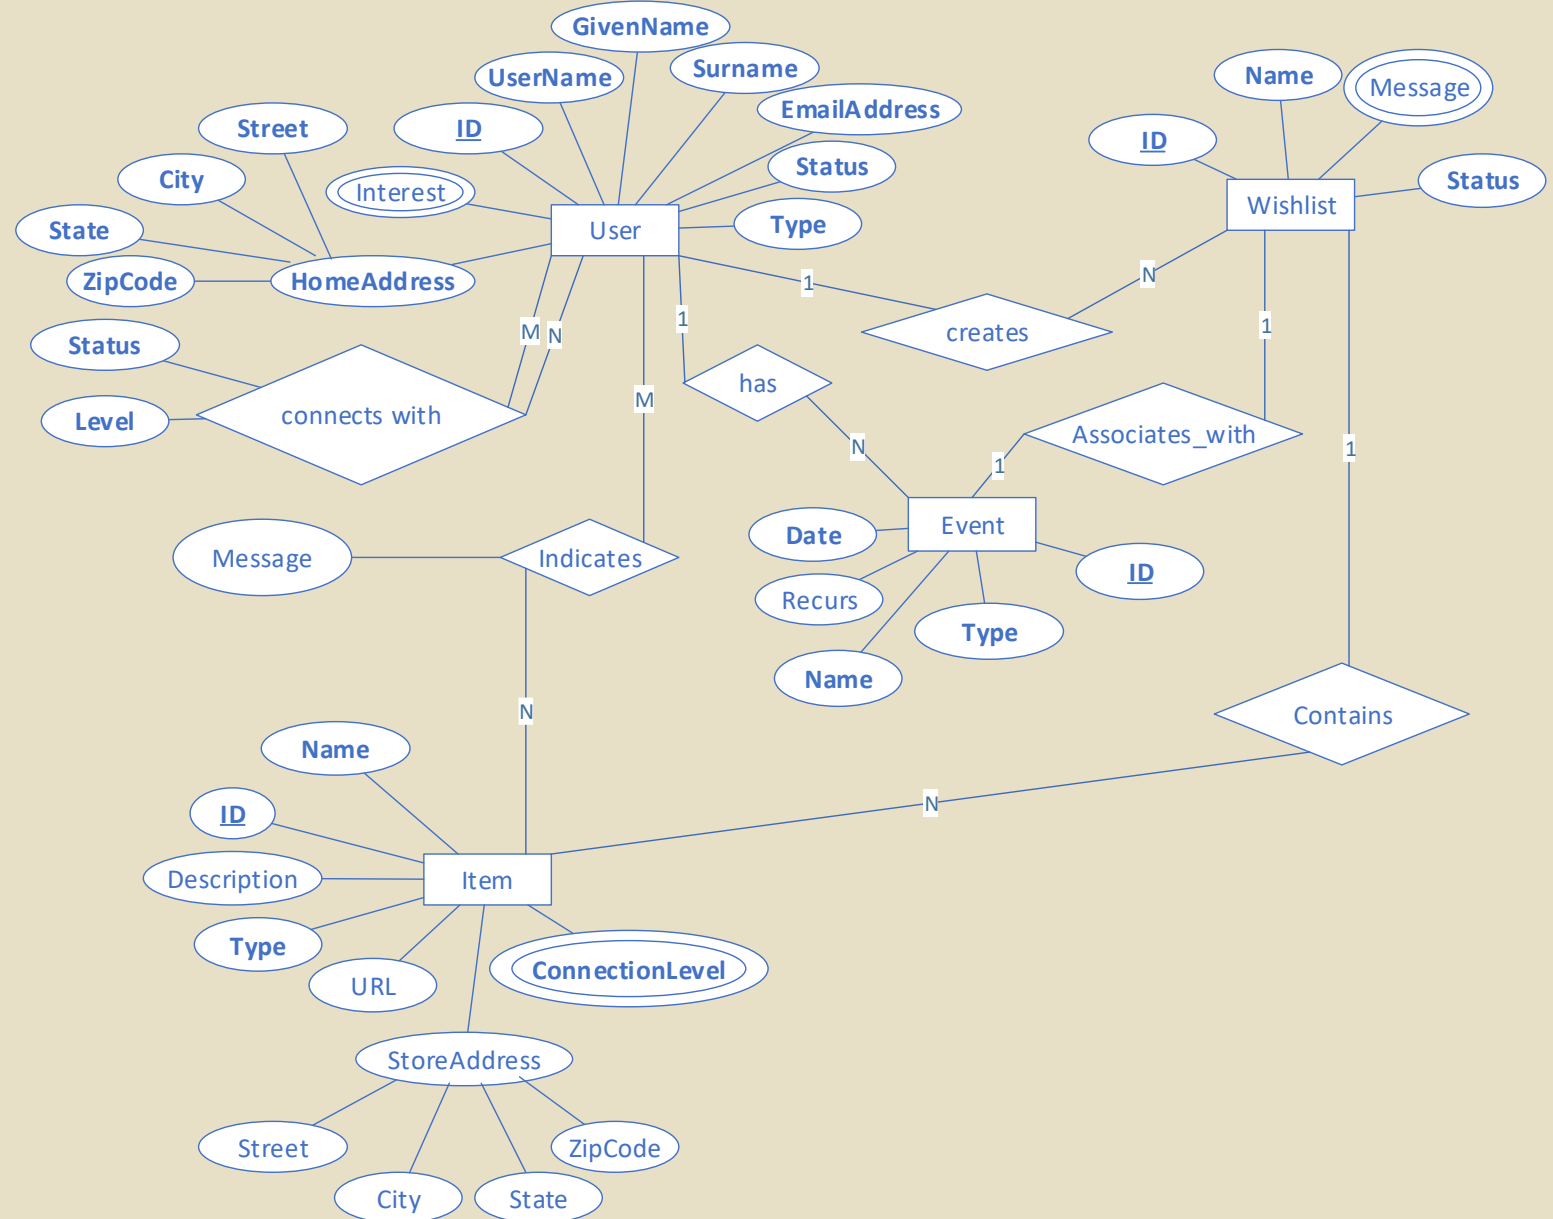 GivenName
UserName
Surname
Name
Message
EmailAddress
Street
ID
ID
City
Interest
Status
Status
State
User
Type
Wishlist
ZipCode
HomeAddress
1
N
Status
M
N
1
creates
1
Level
connects with
M
has
Associates_with
N
1
1
Message
Indicates
Date
Event
ID
Recurs
Type
Name
N
Contains
Name
N
ID
Description
Item
Type
URL
ConnectionLevel
StoreAddress
Street
ZipCode
City
State